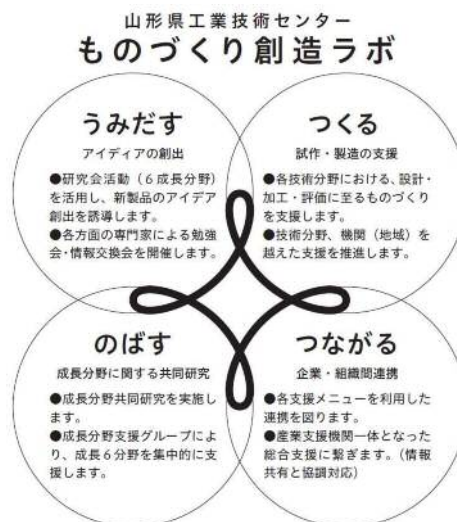 山形県工業技術センター
ものづくり創造ラボ
うみだす
アイディアの創出
●研究会活動（6成長分野）
を活用し、新製品のアイデア
創出を誘導します。
●各方面の専門家による勉強
会・情報交換会を開催します。
つくる
試作・製造の支援
●各技術分野における、設計・
加工・評価に至るものづくり
を支援します。
●技術分野、機関（地域）を
越えた支援を推進します。
のばす
成長分野に関する共同研究
●成長分野共同研究を実施し
ます。
●成長分野支援グループによ
り、成長6分野を集中的に支
援します。
つながる
企業・組織間連携
●各支援メニューを利用した
連携を図ります。
●産業支援機関一体となった
総合支援に繋ぎます。（情報
共有と協調対応）